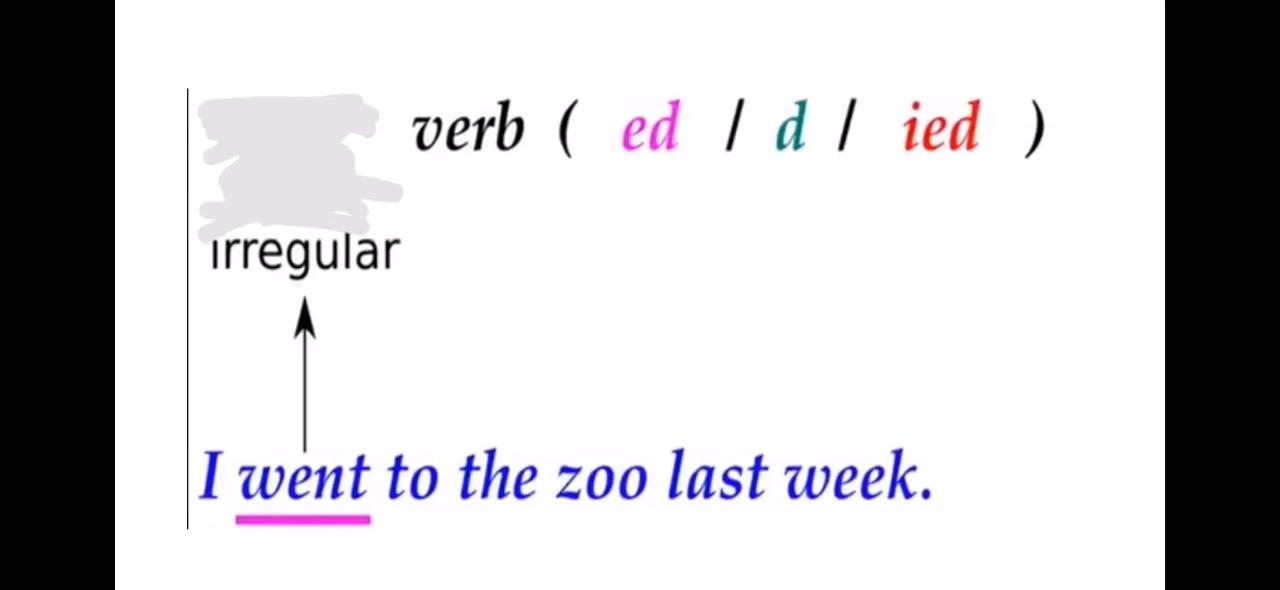 verb ( ed / d / ied )
irregular
I went to the zoo last week.